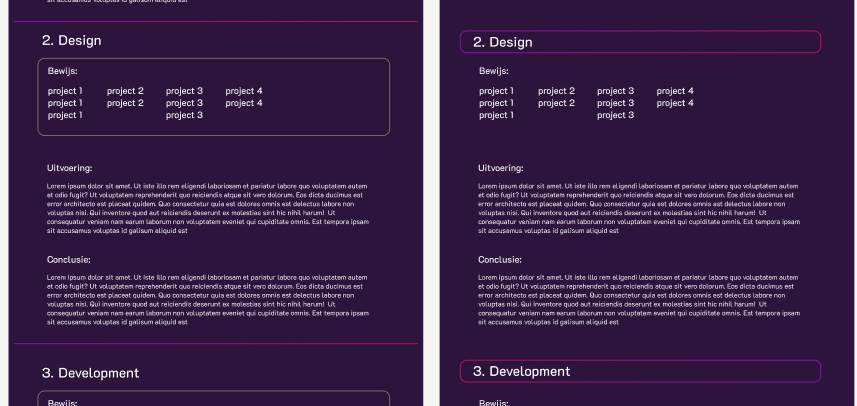 sit accusamus voluptas id galisum aliquid est
2. Design
Bewijs:
project 1 project 2 project 3 project 4
project 1 project 2 project 3 project 4
project 1 project 3
Uitvoering:
Lorem ipsum dolor sit amet. Ut iste illo rem eligendi laboriosam et pariatur labore quo voluptatem autem
et odio fugit? Ut voluptatem reprehenderit quo reiciendis atque sit vero dolorum. Eos dicta ducimus est
error architecto est placeat quidem. Quo consectetur quia est dolores omnis est delectus labore non
voluptas nisi. Qui inventore quod aut reiciendis deserunt ex molestias sint hic nihil harum! Ut
consequatur veniam nam earum laborum non voluptatem eveniet qui cupiditate omnis. Est tempora ipsam
sit accusamus voluptas id galisum aliquid est
Conclusie:
Lorem ipsum dolor sit amet. Ut iste illo rem eligendi laboriosam et pariatur labore quo voluptatem autem
et odio fugit? Ut voluptatem reprehenderit quo reiciendis atque sit vero dolorum. Eos dicta ducimus est
error architecto est placeat quidem. Quo consectetur quia est dolores omnis est delectus labore non
voluptas nisi. Qui inventore quod aut reiciendis deserunt ex molestias sint hic nihil harum! Ut
consequatur veniam nam earum laborum non voluptatem eveniet qui cupiditate omnis. Est tempora ipsam
sit accusamus voluptas id galisum aliquid est
3. Development
Bewijs:
2. Design
Bewijs:
project 1 project 2 project 3 project 4
project 1 project 2 project 3 project 4
project 1 project 3
Uitvoering:
Lorem ipsum dolor sit amet. Ut iste illo rem eligendi laboriosam et pariatur labore quo voluptatem autem
et odio fugit? Ut voluptatem reprehenderit quo reiciendis atque sit vero dolorum. Eos dicta ducimus est
error architecto est placeat quidem. Quo consectetur quia est dolores omnis est delectus labore non
voluptas nisi. Qui inventore quod aut reiciendis deserunt ex molestias sint hic nihil harum! Ut
consequatur veniam nam earum laborum non voluptatem eveniet qui cupiditate omnis. Est tempora ipsam
sit accusamus voluptas id galisum aliquid est
Conclusie:
Lorem ipsum dolor sit amet. Ut iste illo rem eligendi laboriosam et pariatur labore quo voluptatem autem
et odio fugit? Ut voluptatem reprehenderit quo reiciendis atque sit vero dolorum. Eos dicta ducimus est
error architecto est placeat quidem. Quo consectetur quia est dolores omnis est delectus labore non
voluptas nisi. Qui inventore quod aut reiciendis deserunt ex molestias sint hic nihil harum! Ut
consequatur veniam nam earum laborum non voluptatem eveniet qui cupiditate omnis. Est tempora ipsam
sit accusamus voluptas id galisum aliquid est
3. Development
Bewijs: